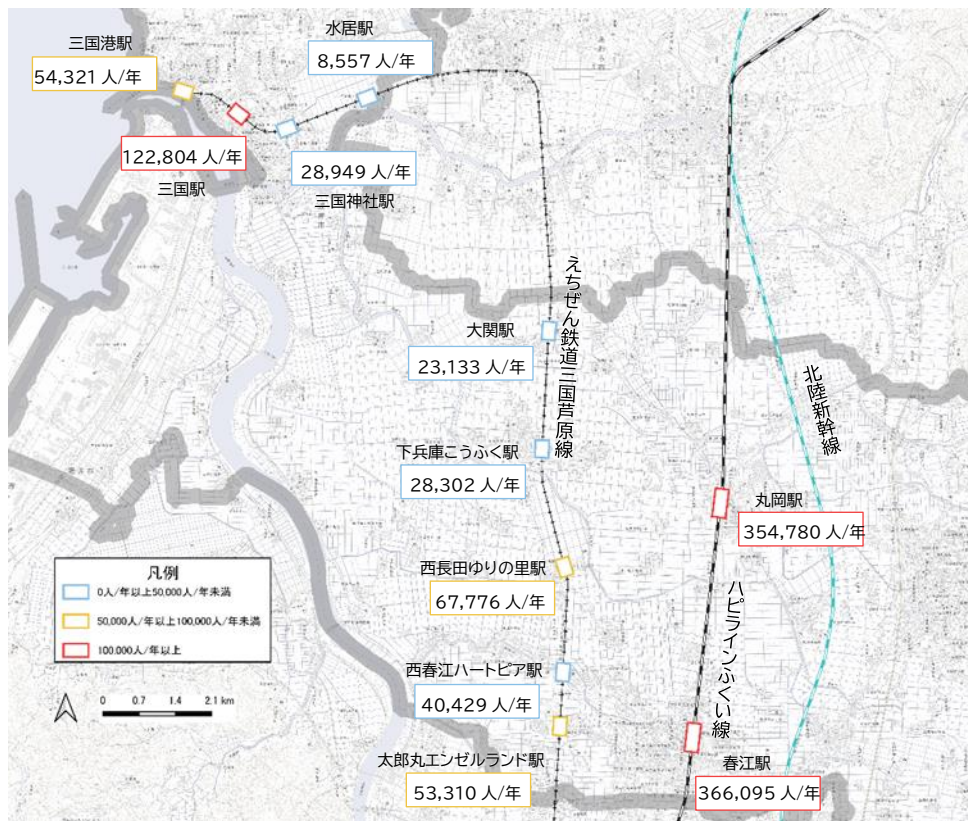 水居駅
8,557 人/年
三国港駅
54,321 人/年
122,804 人/年
三国駅
28,949 人/年
三国神社駅
えちぜん鉄道三国芦原線
大関駅
23,133 人/年
北陸新幹線
下兵庫こうふく駅
28,302 人/年
丸岡駅
354,780 人/年
西長田ゆりの里駅
67,776 人/年
ハピラインふくい線
西春江ハートピア駅
40,429 人/年
太郎丸エンゼルランド駅
53,310 人/年
春江駅
366,095 人/年
凡例
0人/年以上50,000人/年未満
50,000人/年以上100,000人/年未満
100,000人/年以上
0 0.7 1.4 2.1 km